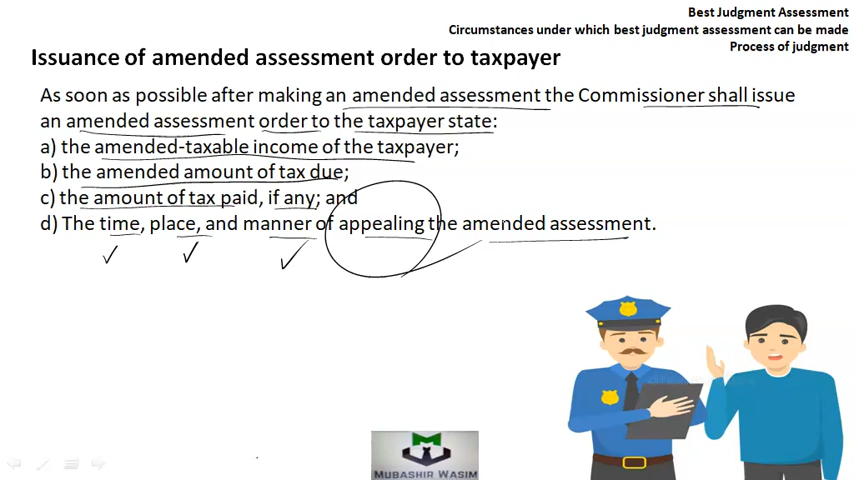 Best Judgment Assessment
Circumstances under which best judgment assessment can be made
Process of judgment
Issuance of amended assessment order to taxpayer
As soon as possible after making an amended assessment the Commissioner shall issue
an amended assessment order to the taxpayer state:
a) the amended-taxable income of the taxpayer;
b) the amended amount of tax due;
c) the amount of tax paid, if any; and
d) The time, place, and manner of appealing the amended assessment.
MUBASHIR WASIM